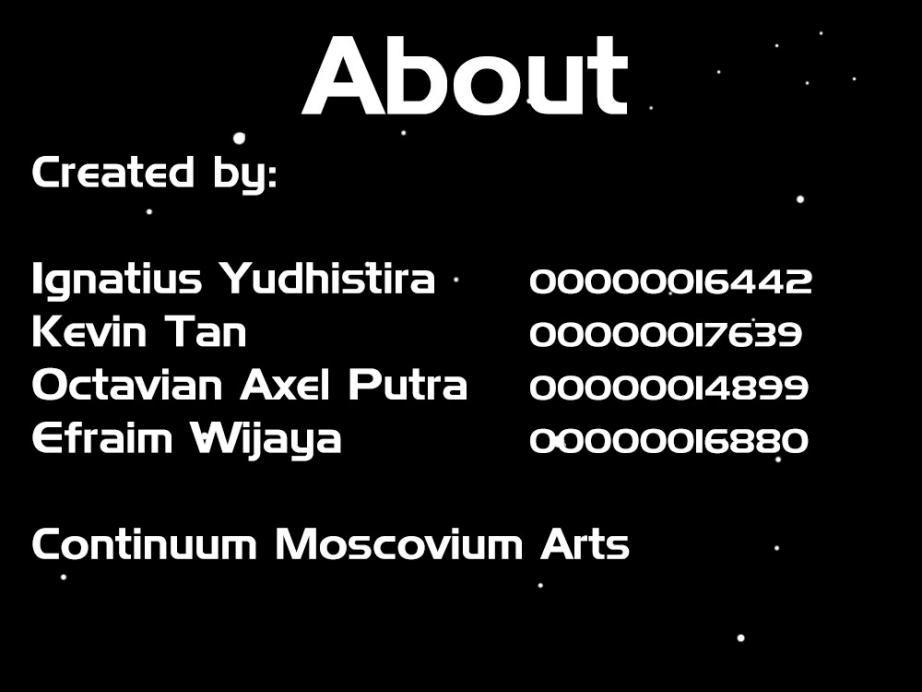 About
Created by:
Ignatius Yudhistira 00000016442
Kevin Tan 00000017639
Octavian Axel Putra 00000014899
Efraim Wijaya 00000016880
Continuum Moscovium Arts